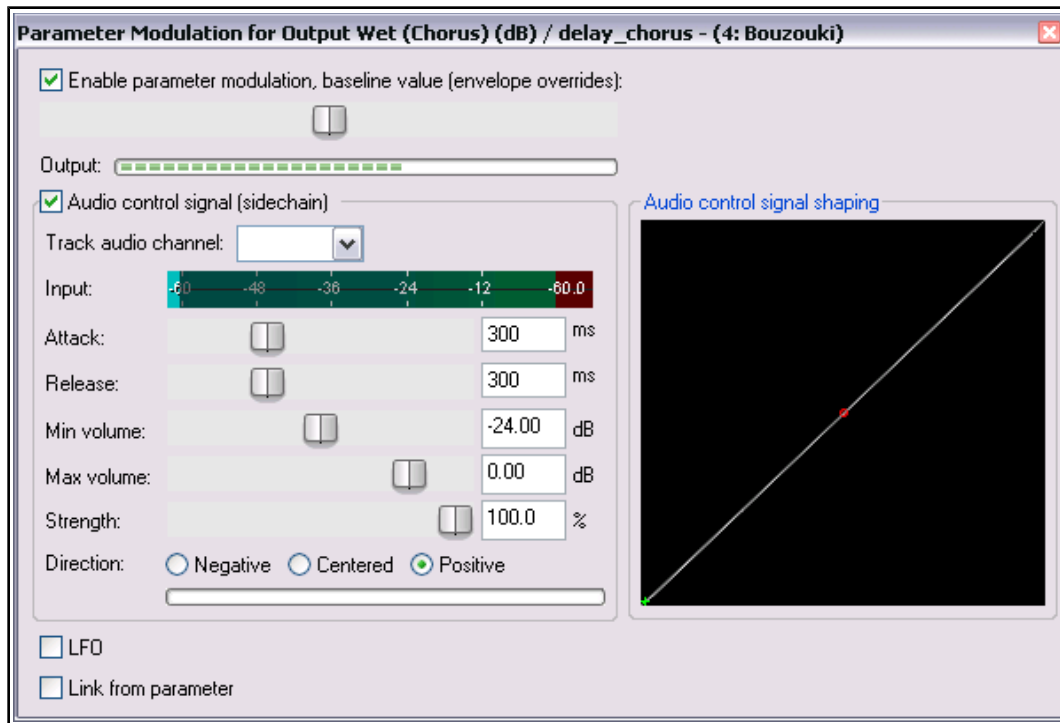 Parameter Modulation for Output Wet (Chorus) (dB) / delay_chorus - (4: Bouzouki)
Enable parameter modulation, baseline value (envelope overrides):
Output:
Audio control signal (sidechain)
Track audio channel:
Input: -60 -48 -36 -24 -12 -60.0
Attack: 300 ms
Release: 300 ms
Min volume: -24.00 dB
Max volume: 0.00 dB
Strength: 100.0 %
Direction: Negative Centered Positive
Audio control signal shaping
LFO
Link from parameter